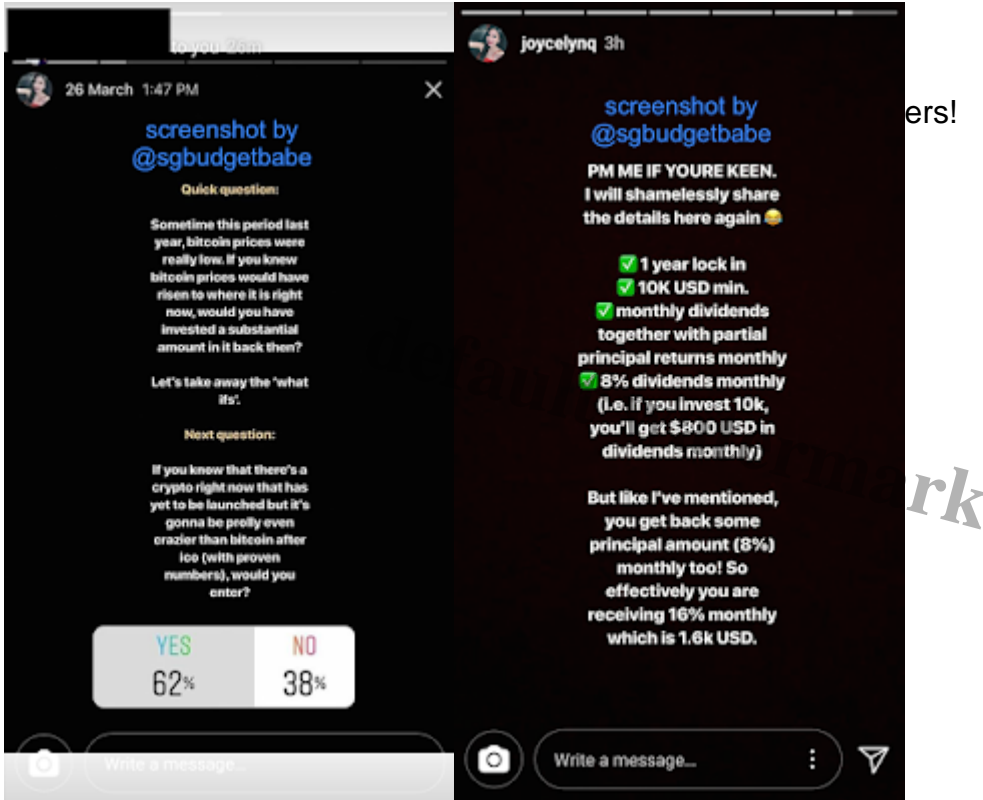 to you 26m
26 March 1:47 PM
screenshot by
@sgbudgetbabe
Quick question:
Sometime this period last
year, bitcoin prices were
really low. If you knew
bitcoin prices would have
risen to where it is right
now, would you have
invested a substantial
amount in it back then?
Let's take away the 'what
ifs'.
Next question:
If you know that there's a
crypto right now that has
yet to be launched but it's
gonna be prolly even
crazier than bitcoin after
ico (with proven
numbers), would you
enter?
YES
62%
NO
38%
Write a message...
joycelynq 3h
screenshot by
@sgbudgetbabe
PM ME IF YOURE KEEN.
I will shamelessly share
the details here again 😂
✅ 1 year lock in
✅ 10K USD min.
✅ monthly dividends
together with partial
principal returns monthly
✅ 8% dividends monthly
(i.e. if you invest 10k,
you'll get $800 USD in
dividends monthly)
But like I've mentioned,
you get back some
principal amount (8%)
monthly too! So
effectively you are
receiving 16% monthly
which is 1.6k USD.
Write a message...
ers!
default watermark